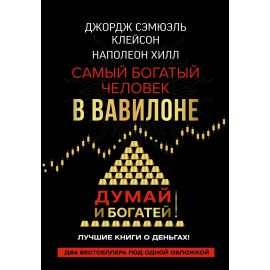 ДЖОРДЖ СЭМЮЭЛЬ
КЛЕЙСОН
НАПОЛЕОН ХИЛЛ
САМЫЙ БОГАТЫЙ
ЧЕЛОВЕК
В ВАВИЛОНЕ
ДУМАЙ
И БОГАТЕЙ!
ЛУЧШИЕ КНИГИ О ДЕНЬГАХ!
ДВА БЕСТСЕЛЛЕРА ПОД ОДНОЙ ОБЛОЖКОЙ